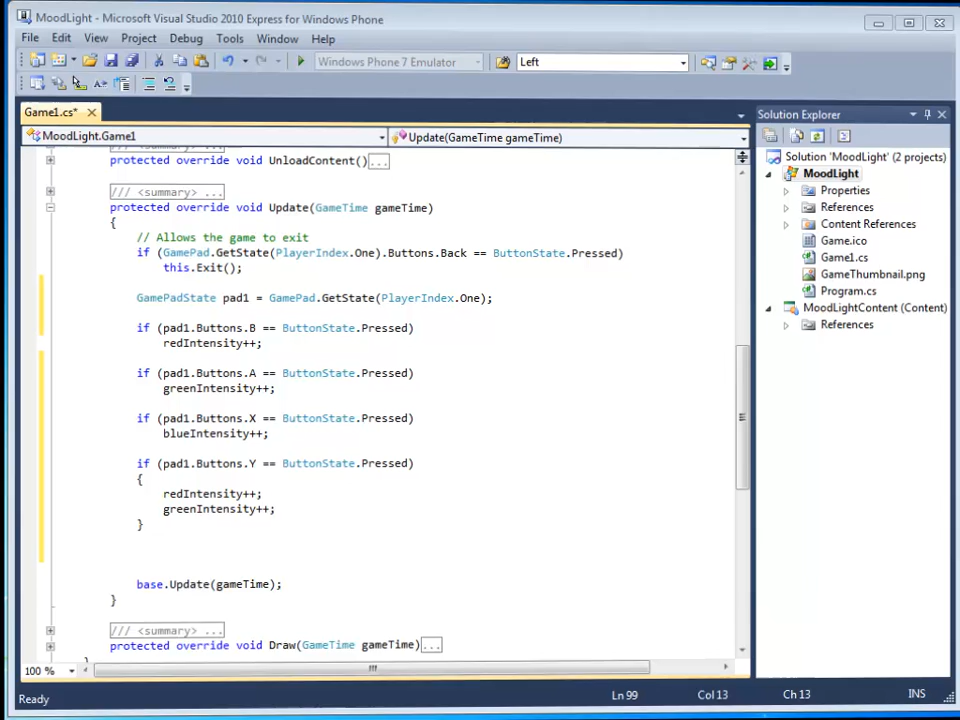 MoodLight - Microsoft Visual Studio 2010 Express for Windows Phone
File Edit View Project Debug Tools Window Help
Windows Phone 7 Emulator Left
Game1.cs*
MoodLight.Game1 Update(GameTime gameTime)
/// <summary> ...
protected override void UnloadContent()...
/// <summary> ...
protected override void Update(GameTime gameTime)
{
// Allows the game to exit
if (GamePad.GetState(PlayerIndex.One).Buttons.Back == ButtonState.Pressed)
this.Exit();
GamePadState pad1 = GamePad.GetState(PlayerIndex.One);
if (pad1.Buttons.B == ButtonState.Pressed)
redIntensity++;
if (pad1.Buttons.A == ButtonState.Pressed)
greenIntensity++;
if (pad1.Buttons.X == ButtonState.Pressed)
blueIntensity++;
if (pad1.Buttons.Y == ButtonState.Pressed)
{
redIntensity++;
greenIntensity++;
}
base.Update(gameTime);
}
/// <summary> ...
protected override void Draw(GameTime gameTime)...
}
100 %
Solution Explorer
Solution 'MoodLight' (2 projects)
MoodLight
Properties
References
Content References
Game.ico
Game1.cs
GameThumbnail.png
Program.cs
MoodLightContent (Content)
References
Ready Ln 99 Col 13 Ch 13 INS